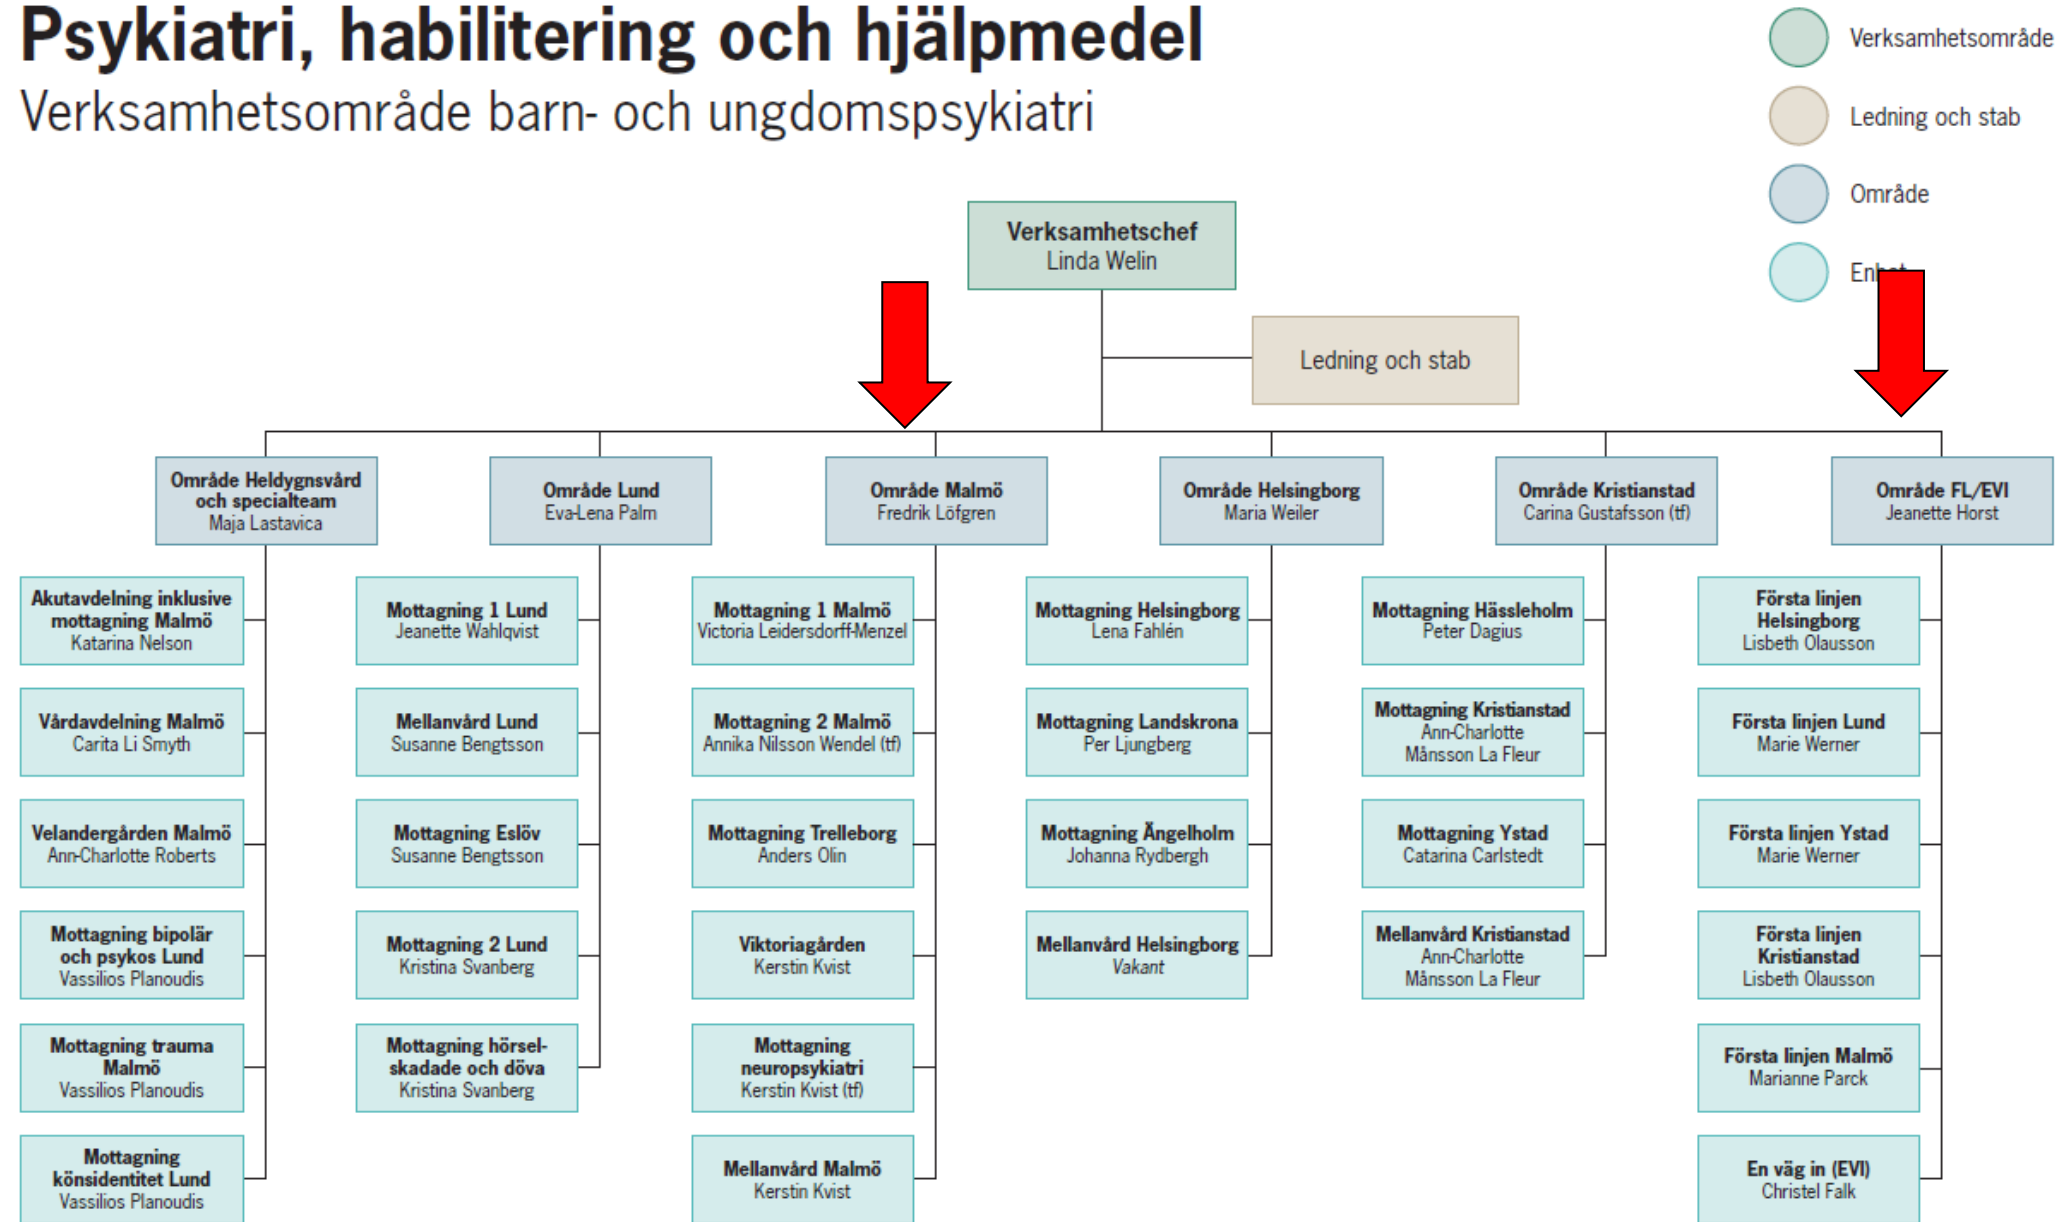 Psykiatri, habilitering och hjälpmedel
Verksamhetsområde barn- och ungdomspsykiatri
Verksamhetsområde
Ledning och stab
Område
Verksamhetschef
Linda Welin
Ledning och stab
Område Heldygnsvård
och specialteam
Maja Lastavica
Akutavdelning inklusive
mottagning Malmö
Katarina Nelson
Vårdavdelning Malmö
Carita Li Smyth
Velandergården Malmö
Ann-Charlotte Roberts
Mottagning bipolär
och psykos Lund
Vassilios Planoudis
Mottagning trauma
Malmö
Vassilios Planoudis
Mottagning
könsidentitet Lund
Vassilios Planoudis
Område Lund
Eva-Lena Palm
Mottagning 1 Lund
Jeanette Wahlqvist
Mellanvård Lund
Susanne Bengtsson
Mottagning Eslöv
Susanne Bengtsson
Mottagning 2 Lund
Kristina Svanberg
Mottagning hörsel-
skadade och döva
Kristina Svanberg
Område Malmö
Fredrik Löfgren
Mottagning 1 Malmö
Victoria Leidersdorff-Menzel
Mottagning 2 Malmö
Annika Nilsson Wendel (tf)
Mottagning Trelleborg
Anders Olin
Viktoriagården
Kerstin Kvist
Mottagning
neuropsykiatri
Kerstin Kvist (tf)
Mellanvård Malmö
Kerstin Kvist
Område Helsingborg
Maria Weiler
Mottagning Helsingborg
Lena Fahlén
Mottagning Landskrona
Per Ljungberg
Mottagning Ängelholm
Johanna Rydbergh
Mellanvård Helsingborg
Vakant
Område Kristianstad
Carina Gustafsson (tf)
Mottagning Hässleholm
Peter Dagius
Mottagning Kristianstad
Ann-Charlotte
Månsson La Fleur
Mottagning Ystad
Catarina Carlstedt
Mellanvård Kristianstad
Ann-Charlotte
Månsson La Fleur
Område FL/EVI
Jeanette Horst
Första linjen
Helsingborg
Lisbeth Olausson
Första linjen Lund
Marie Werner
Första linjen Ystad
Marie Werner
Första linjen
Kristianstad
Lisbeth Olausson
Första linjen Malmö
Marianne Parck
En väg in (EVI)
Christel Falk